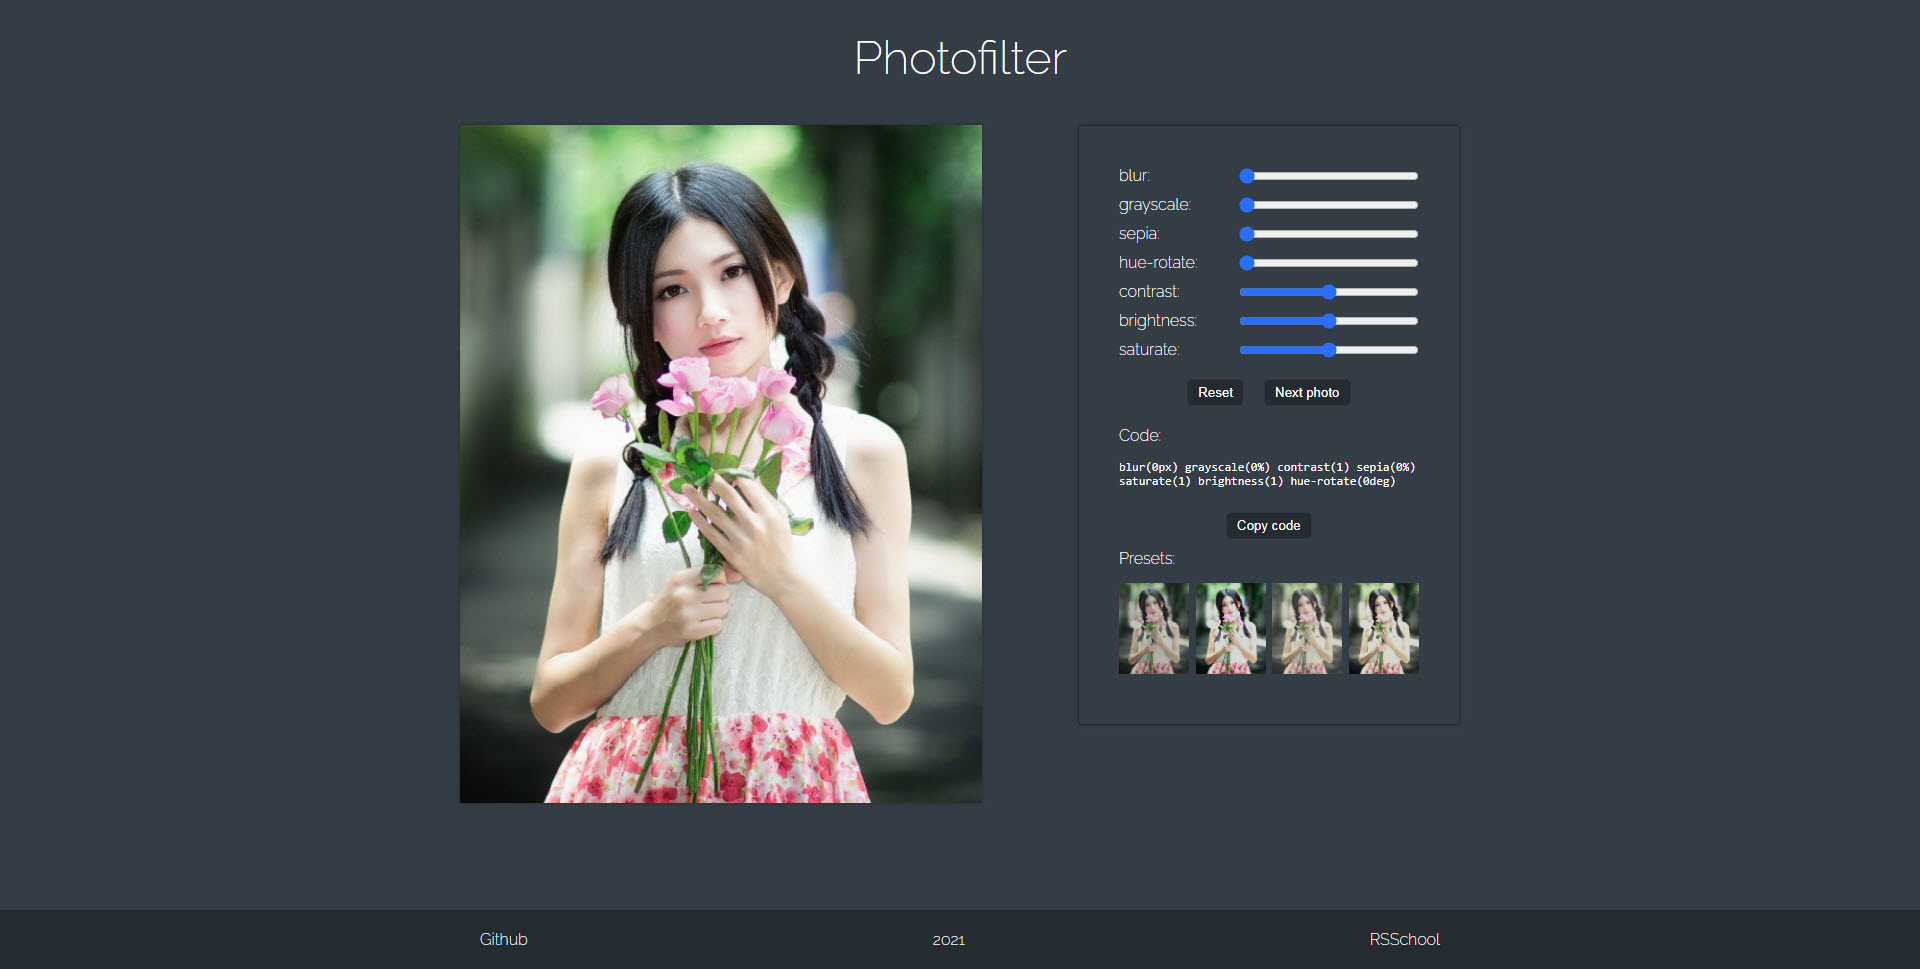 Photofilter
blur:
grayscale:
sepia:
hue-rotate:
contrast:
brightness:
saturate:
Reset Next photo
Code:
blur(0px) grayscale(0%) contrast(1) sepia(0%)
saturate(1) brightness(1) hue-rotate(0deg)
Copy code
Presets:
Github 2021 RSSchool